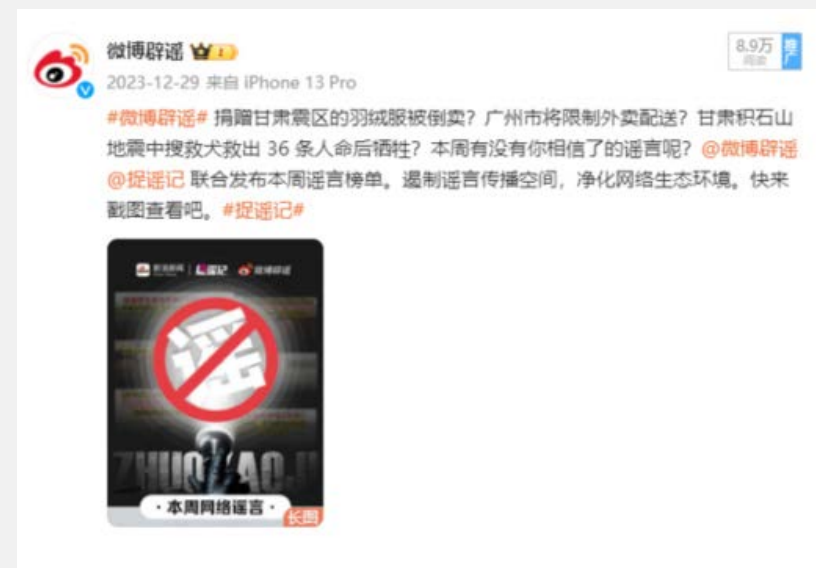 微博辟谣
8.9万
阅读
推广
2023-12-29 来自 iPhone 13 Pro
#微博辟谣# 捐赠甘肃震区的羽绒服被倒卖？广州市将限制外卖配送？甘肃积石山
地震中搜救犬救出 36 条人命后牺牲？本周有没有你相信了的谣言呢？@微博辟谣
@捉谣记 联合发布本周谣言榜单。遏制谣言传播空间，净化网络生态环境。快来
戳图查看吧。#捉谣记#
捉谣记 微博辟谣
谣
ZHUOYAOJI
·本周网络谣言·
长图